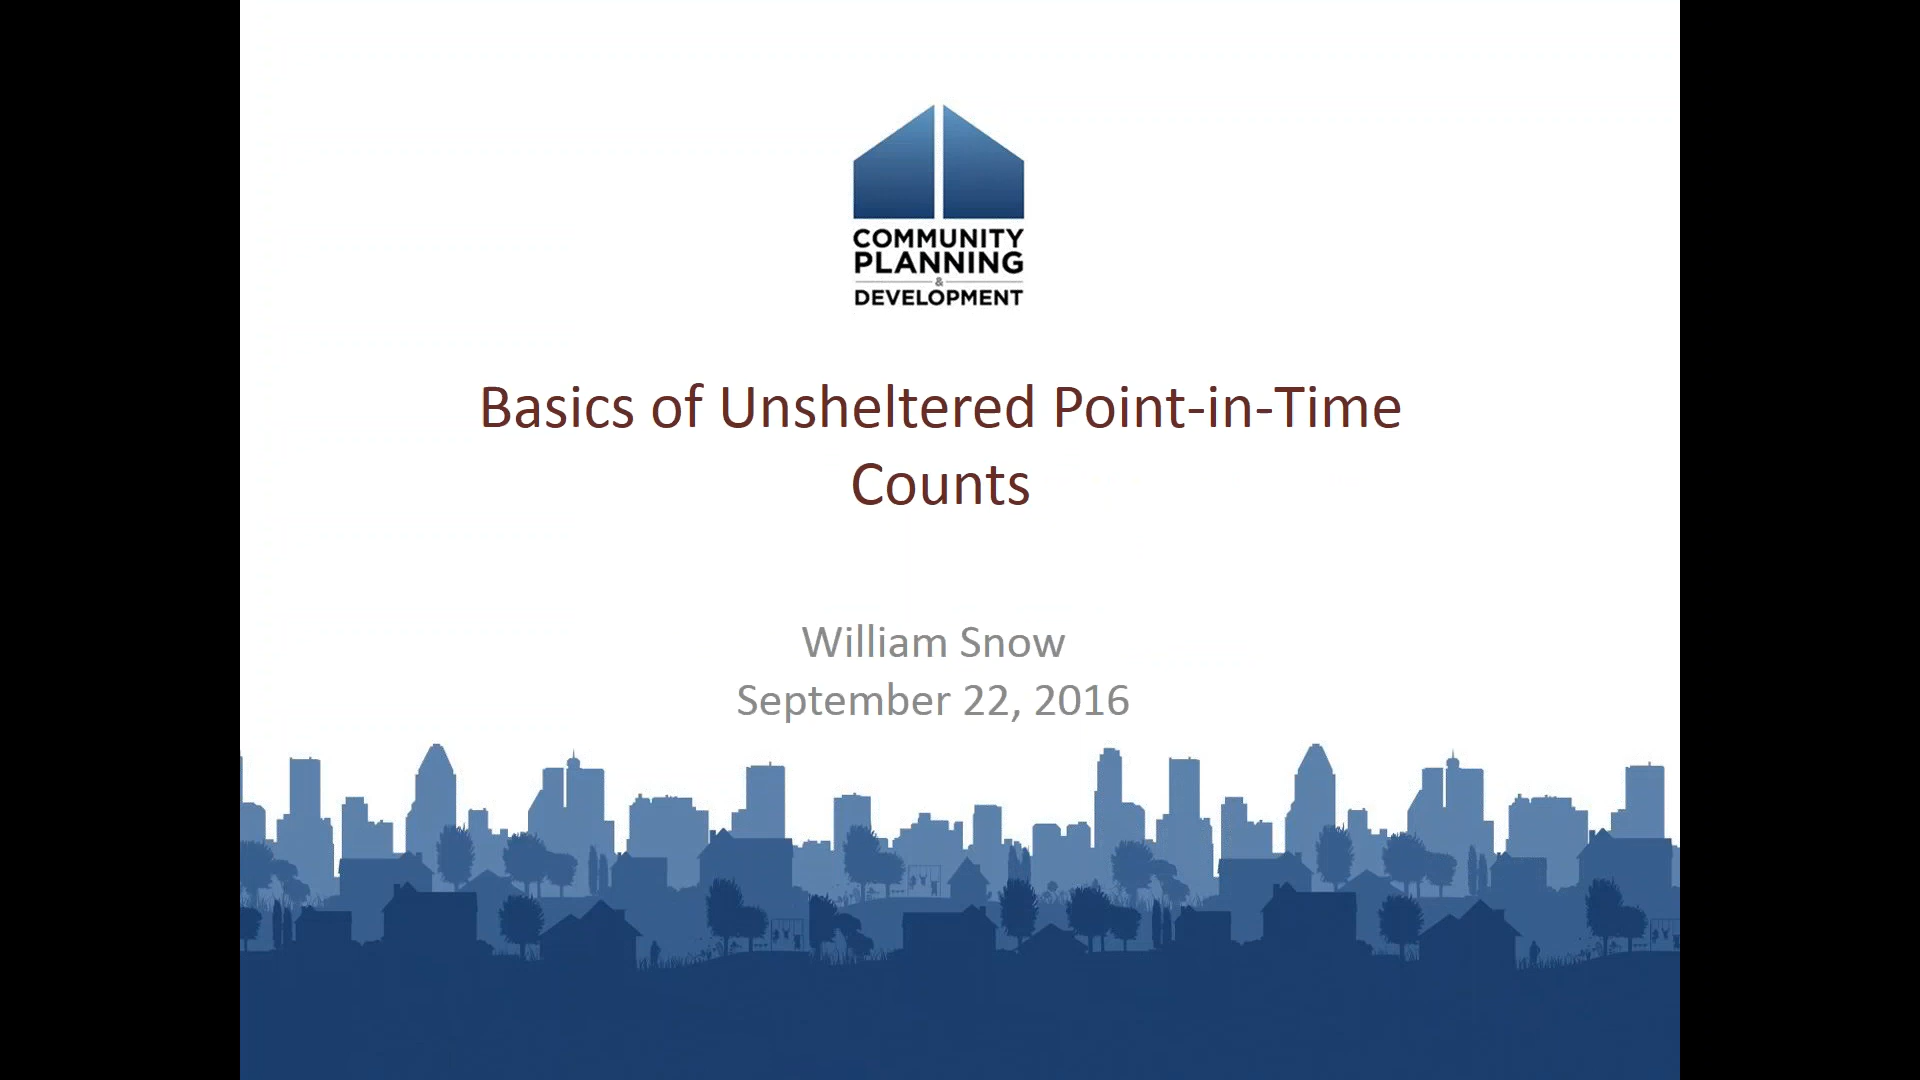 COMMUNITY
PLANNING
&
DEVELOPMENT
Basics of Unsheltered Point-in-Time
Counts
William Snow
September 22, 2016